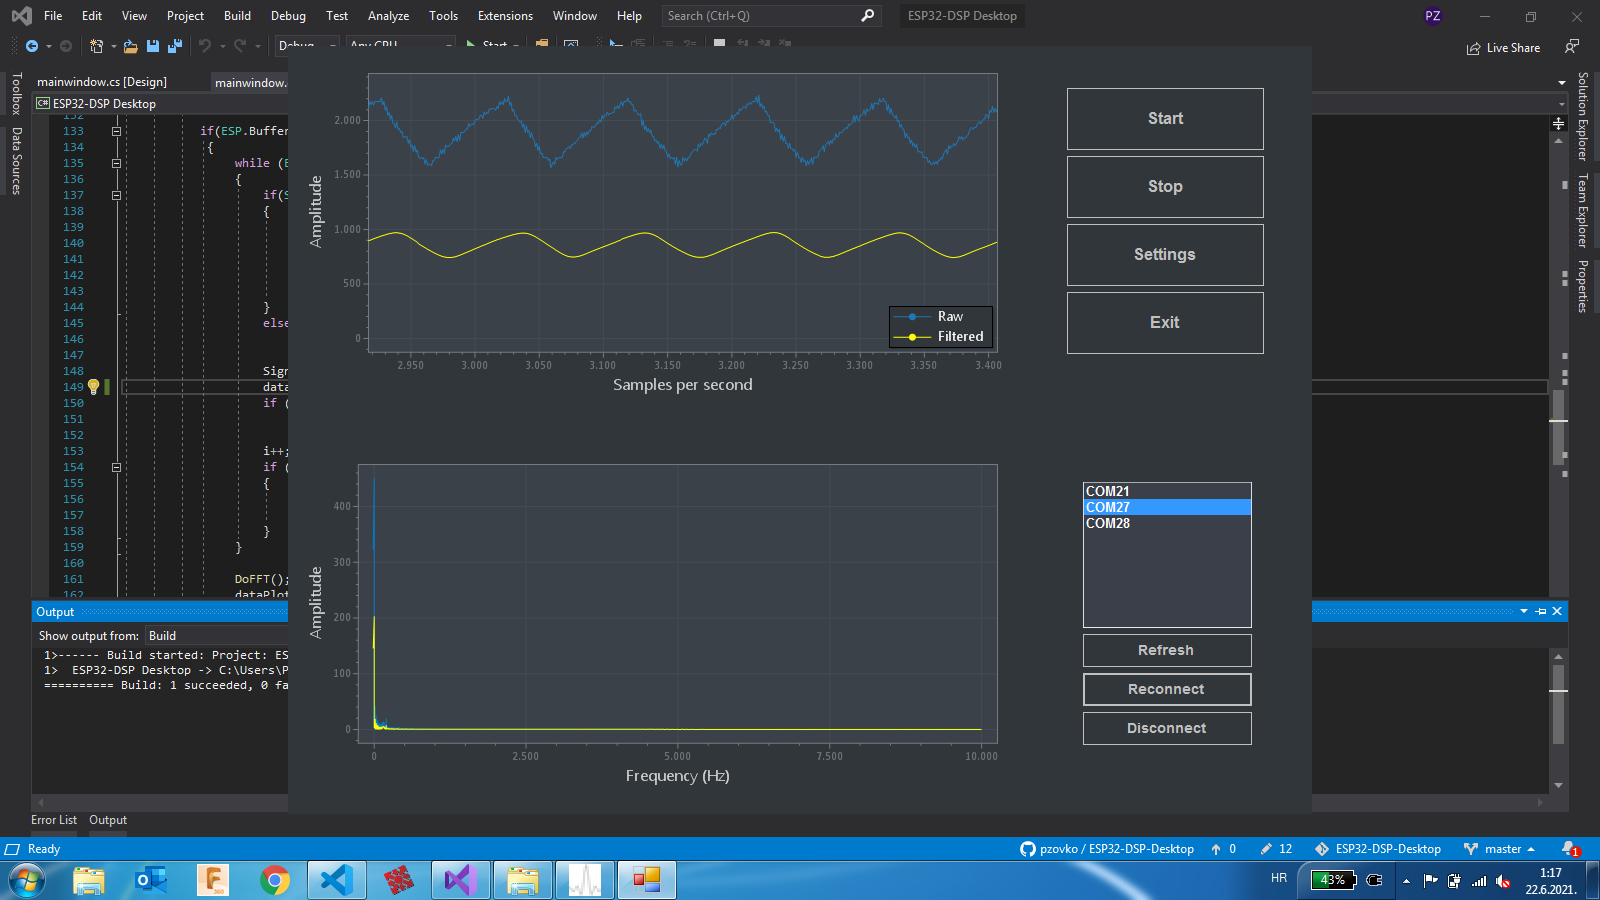 File Edit View Project Build Debug Test Analyze Tools Extensions Window Help Search (Ctrl+Q) ESP32-DSP Desktop PZ
Debug Any CPU Start
Live Share
mainwindow.cs [Design] mainwindow.
C# ESP32-DSP Desktop
Toolbox
Data Sources
132
133 if(ESP.Buffer
134 {
135 while (
136 {
137 if(
138 {
139
140
141
142
143
144 }
145 else
146
147
148 Sign
149 data
150 if (
151
152
153 i++;
154 if (
155 {
156
157
158 }
159 }
160
161 DoFFT();
162 dataPlot
Amplitude
2.000
1.500
1.000
500
0
2.950 3.000 3.050 3.100 3.150 3.200 3.250 3.300 3.350 3.400
Samples per second
Raw
Filtered
Start
Stop
Settings
Exit
Amplitude
400
300
200
100
0
0 2.500 5.000 7.500 10.000
Frequency (Hz)
COM21
COM27
COM28
Refresh
Reconnect
Disconnect
Solution Explorer
Team Explorer
Properties
Output
Show output from: Build
1>------ Build started: Project: ES
1> ESP32-DSP Desktop -> C:\Users\P
========== Build: 1 succeeded, 0 fa
Error List Output
Ready pzovko / ESP32-DSP-Desktop 0 12 ESP32-DSP-Desktop master 1
HR 43% 1:17
22.6.2021.